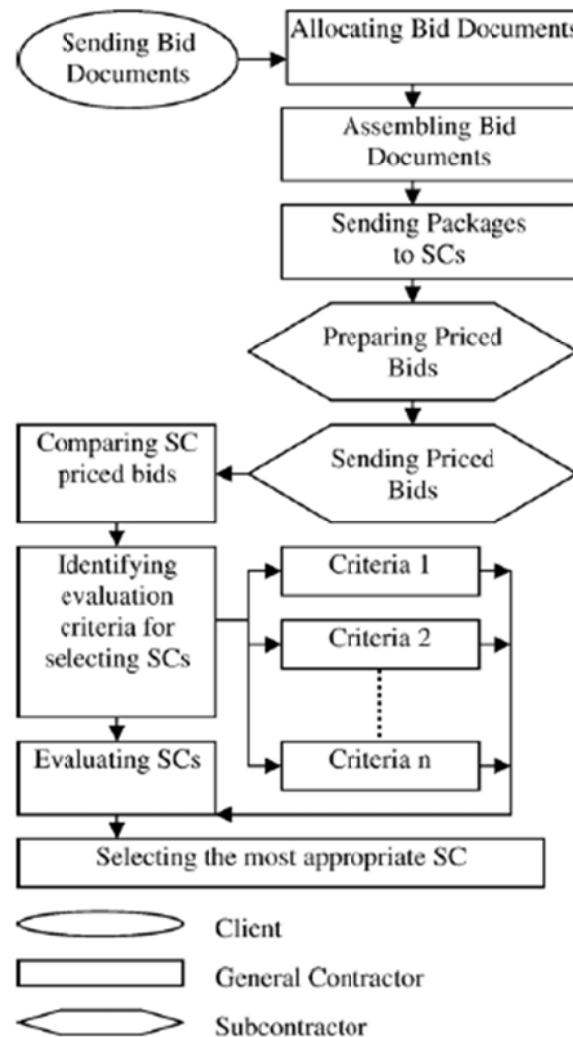 Sending Bid
Documents
Allocating Bid Documents
Assembling Bid
Documents
Sending Packages
to SCs
Preparing Priced
Bids
Sending Priced
Bids
Comparing SC
priced bids
Identifying
evaluation
criteria for
selecting SCs
Criteria 1
Criteria 2
Criteria n
Evaluating SCs
Selecting the most appropriate SC
Client
General Contractor
Subcontractor